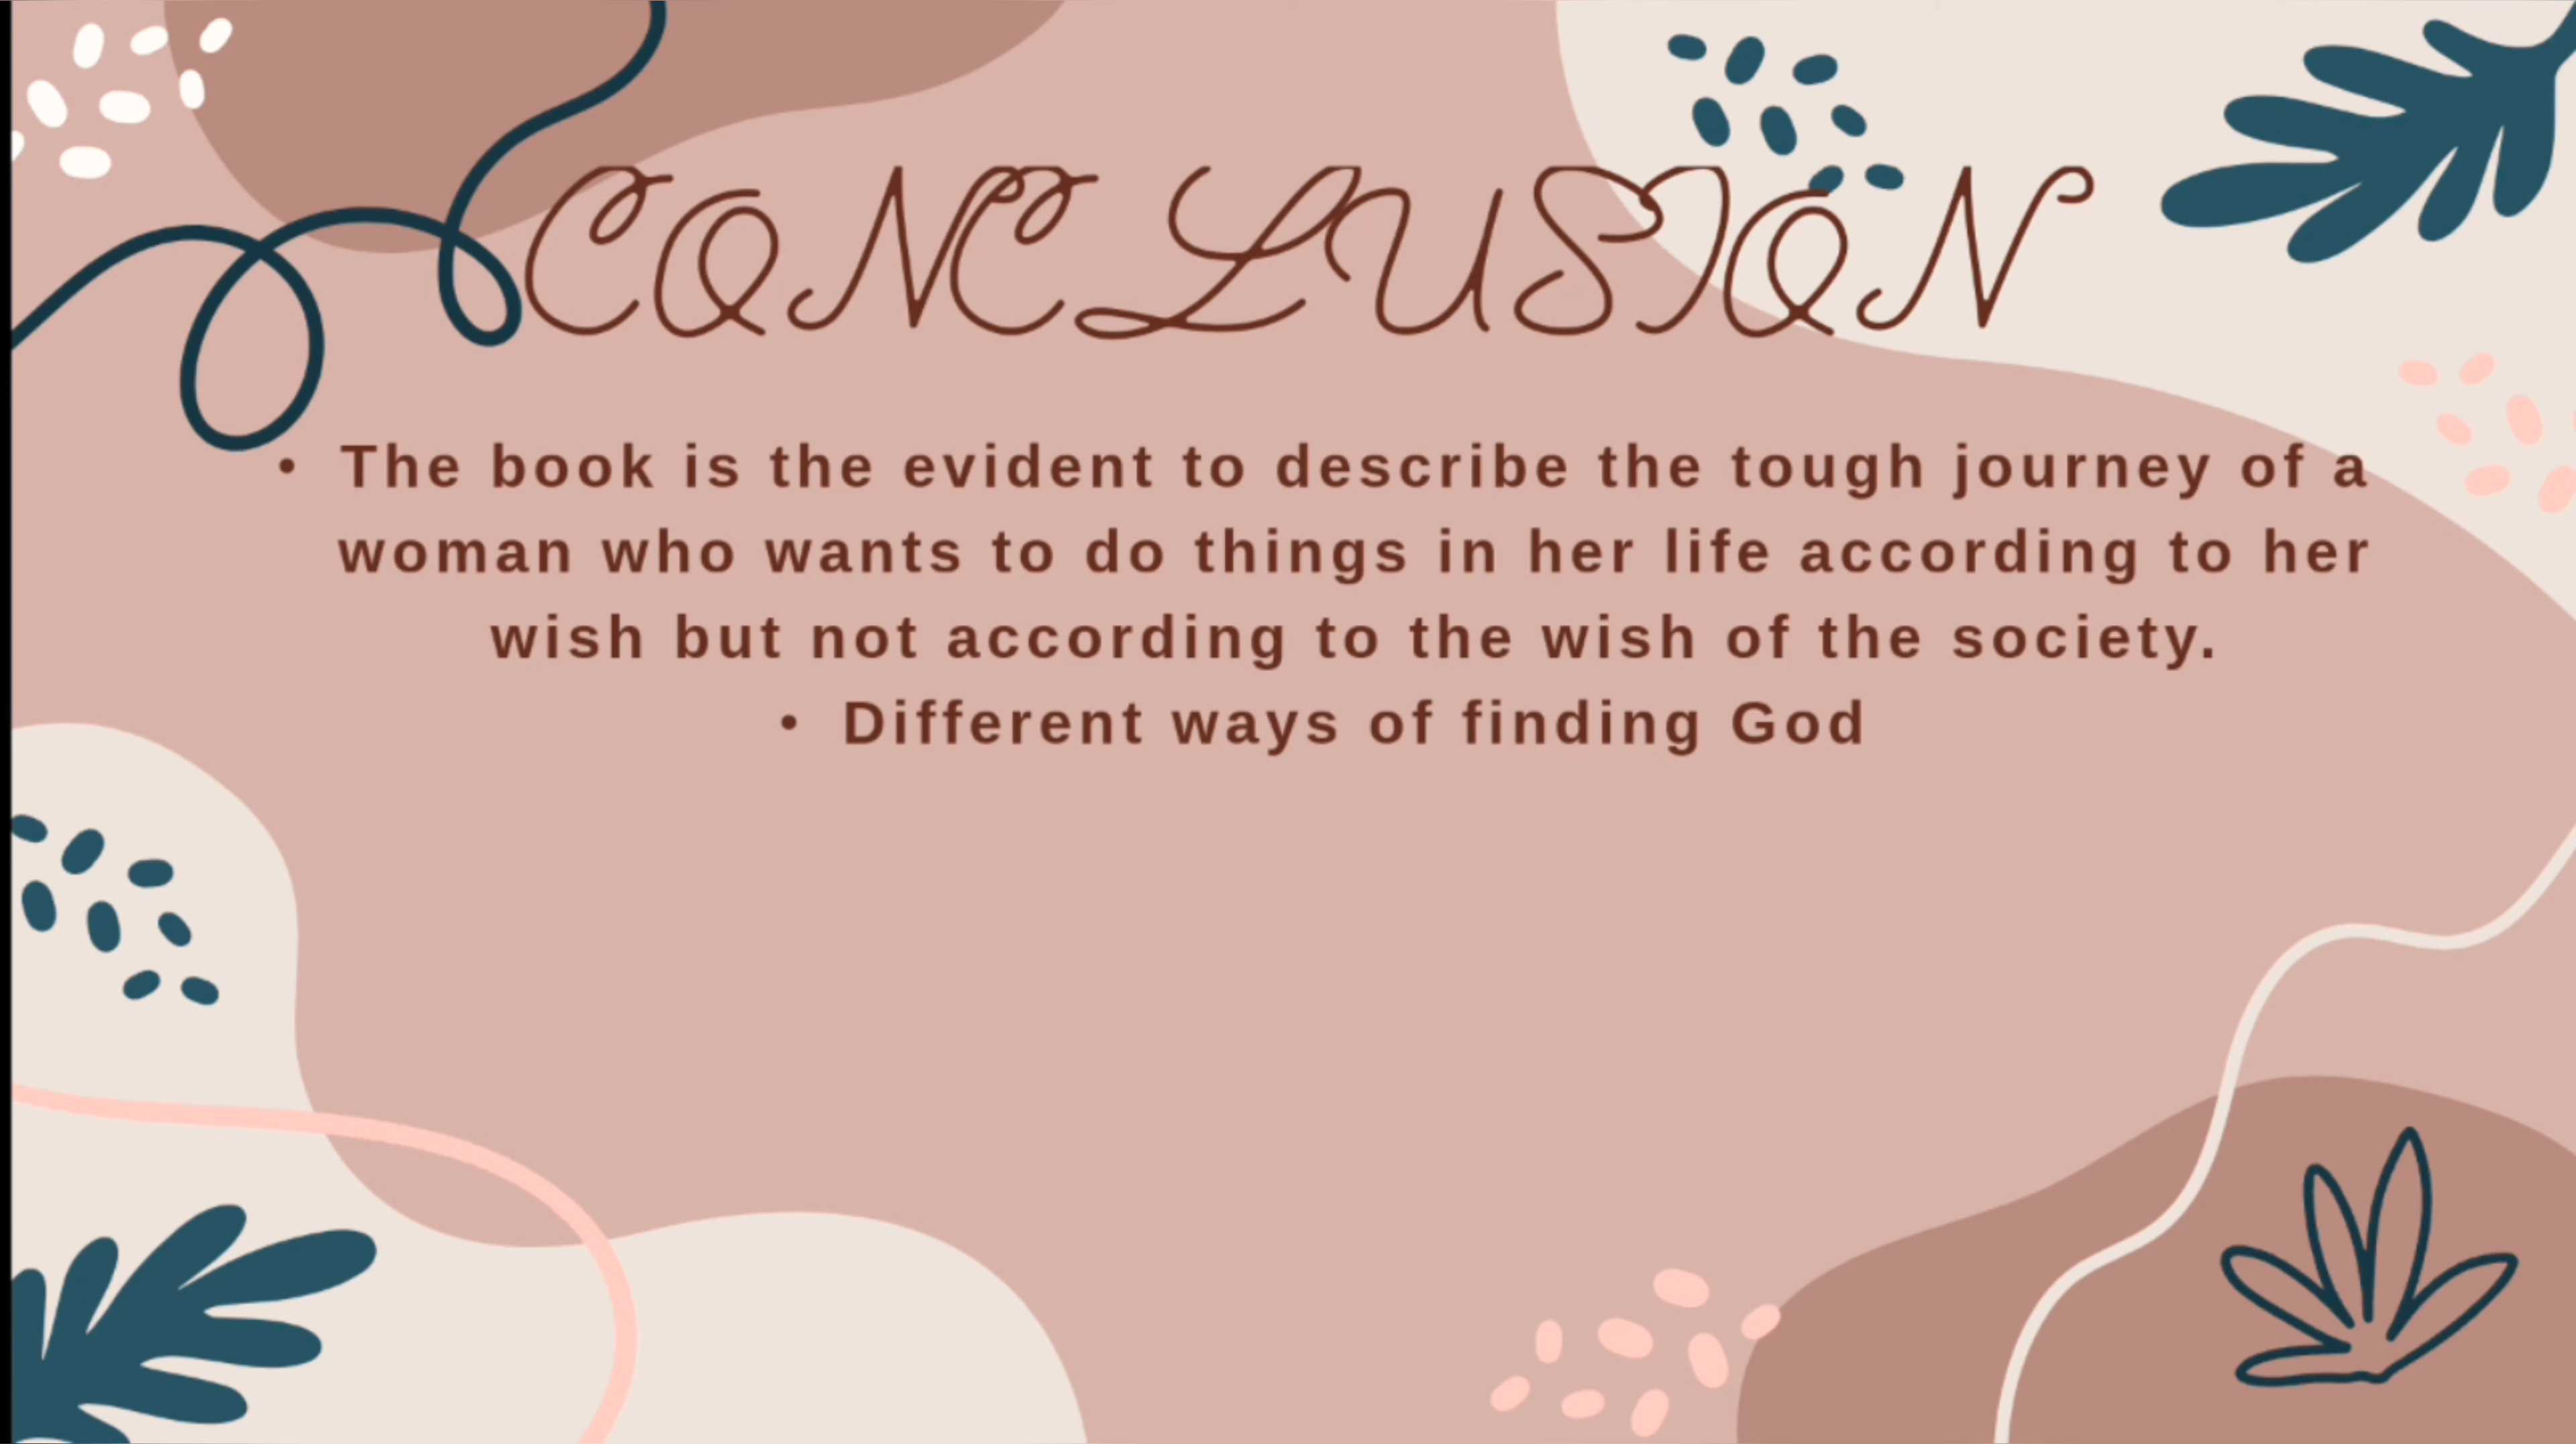 CONCLUSION
• The book is the evident to describe the tough journey of a
woman who wants to do things in her life according to her
wish but not according to the wish of the society.
• Different ways of finding God